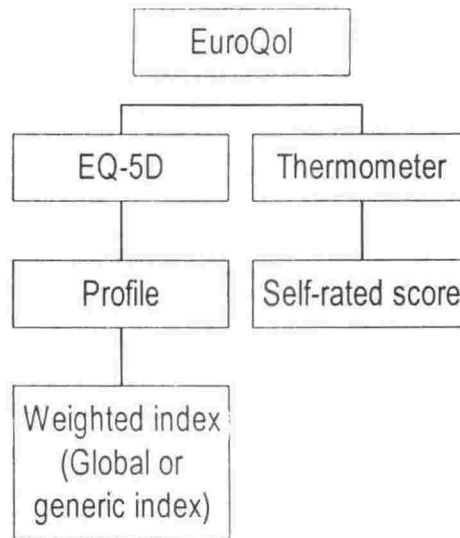 EuroQol
EQ-5D
Thermometer
Profile
Self-rated score
Weighted index
(Global or
generic index)